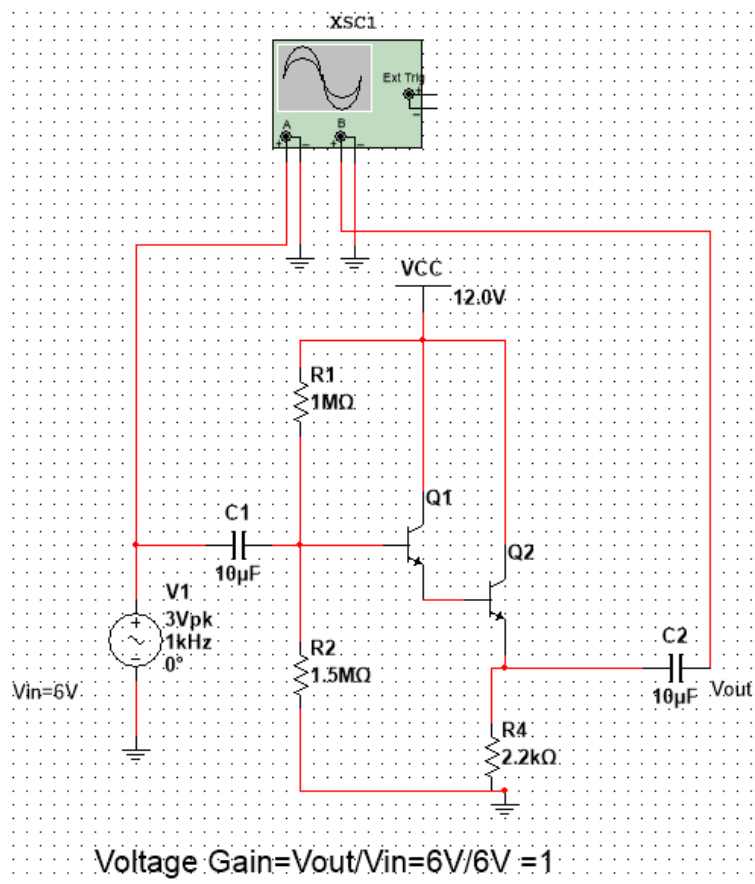 XSC1
Ext Trig
+
−
A
B
+ − + −
VCC
12.0V
R1
1MΩ
Q1
C1
10µF
Q2
V1
3Vpk
1kHz
0°
+
−
Vin=6V
R2
1.5MΩ
C2
10µF
Vout
R4
2.2kΩ
Voltage Gain=Vout/Vin=6V/6V =1